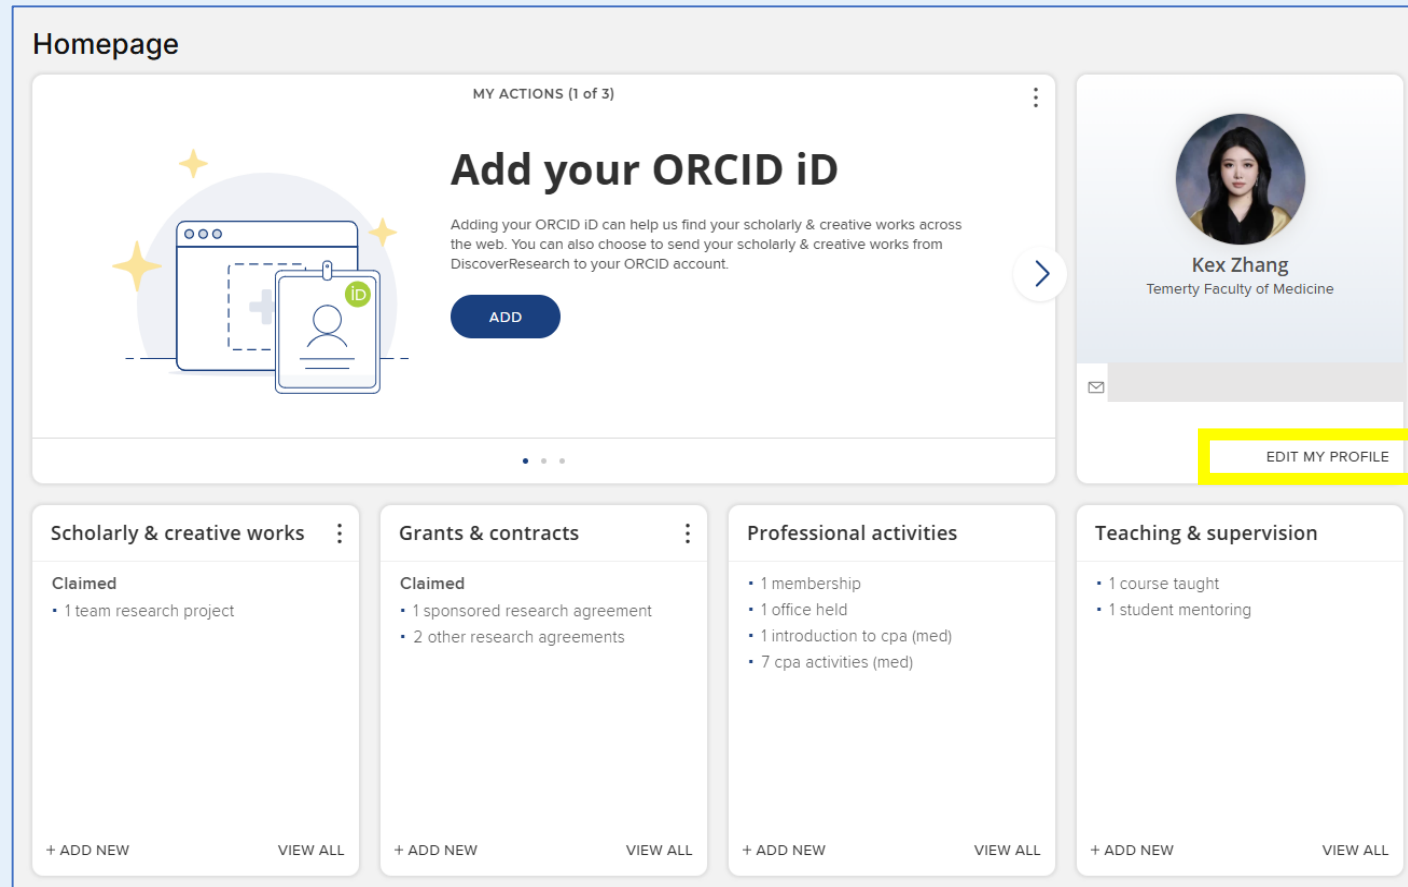 Homepage
MY ACTIONS (1 of 3)
Add your ORCID iD
Adding your ORCID iD can help us find your scholarly & creative works across
the web. You can also choose to send your scholarly & creative works from
DiscoverResearch to your ORCID account.
ADD
iD
Kex Zhang
Temerty Faculty of Medicine
EDIT MY PROFILE
Scholarly & creative works
Claimed
• 1 team research project
+ ADD NEW VIEW ALL
Grants & contracts
Claimed
• 1 sponsored research agreement
• 2 other research agreements
+ ADD NEW VIEW ALL
Professional activities
• 1 membership
• 1 office held
• 1 introduction to cpa (med)
• 7 cpa activities (med)
+ ADD NEW VIEW ALL
Teaching & supervision
• 1 course taught
• 1 student mentoring
+ ADD NEW VIEW ALL